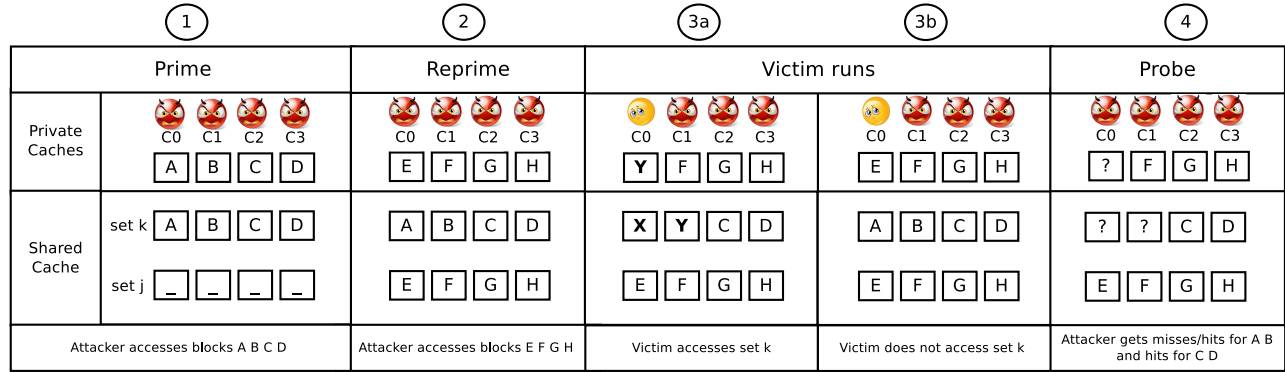 1 2 3a 3b 4
Prime Reprime Victim runs Probe
Private
Caches
C0 C1 C2 C3 C0 C1 C2 C3 C0 C1 C2 C3 C0 C1 C2 C3 C0 C1 C2 C3
A B C D E F G H Y F G H E F G H ? F G H
Shared
Cache
set k A B C D A B C D X Y C D A B C D ? ? C D
set j _ _ _ _ E F G H E F G H E F G H E F G H
Attacker accesses blocks A B C D
Attacker accesses blocks E F G H
Victim accesses set k
Victim does not access set k
Attacker gets misses/hits for A B
and hits for C D